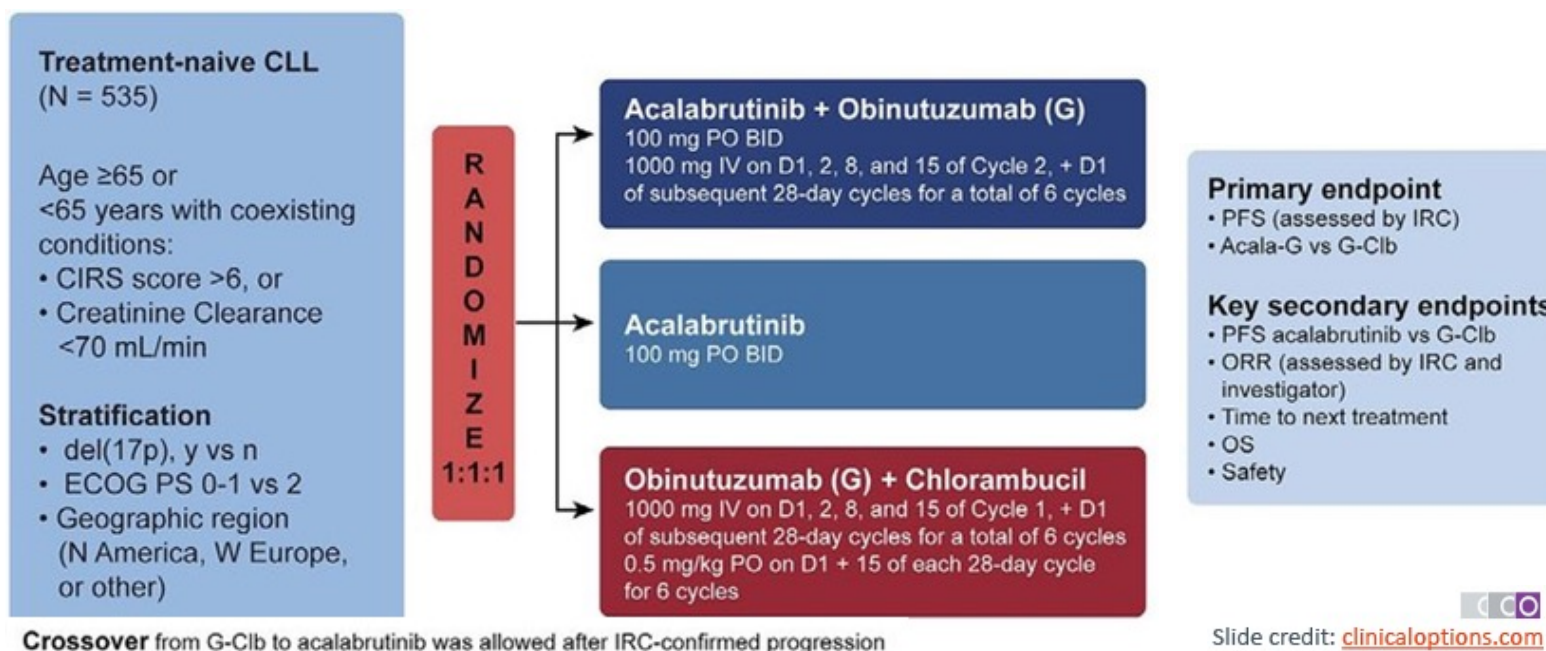 Treatment-naive CLL
(N = 535)
Age ≥65 or
<65 years with coexisting
conditions:
• CIRS score >6, or
• Creatinine Clearance
<70 mL/min
Stratification
• del(17p), y vs n
• ECOG PS 0-1 vs 2
• Geographic region
(N America, W Europe,
or other)
RANDOMIZE
1:1:1
Acalabrutinib + Obinutuzumab (G)
100 mg PO BID
1000 mg IV on D1, 2, 8, and 15 of Cycle 2, + D1
of subsequent 28-day cycles for a total of 6 cycles
Acalabrutinib
100 mg PO BID
Obinutuzumab (G) + Chlorambucil
1000 mg IV on D1, 2, 8, and 15 of Cycle 1, + D1
of subsequent 28-day cycles for a total of 6 cycles
0.5 mg/kg PO on D1 + 15 of each 28-day cycle
for 6 cycles
Primary endpoint
• PFS (assessed by IRC)
• Acala-G vs G-Clb
Key secondary endpoints
• PFS acalabrutinib vs G-Clb
• ORR (assessed by IRC and
investigator)
• Time to next treatment
• OS
• Safety
CCO
Crossover from G-Clb to acalabrutinib was allowed after IRC-confirmed progression
Slide credit: clinicaloptions.com